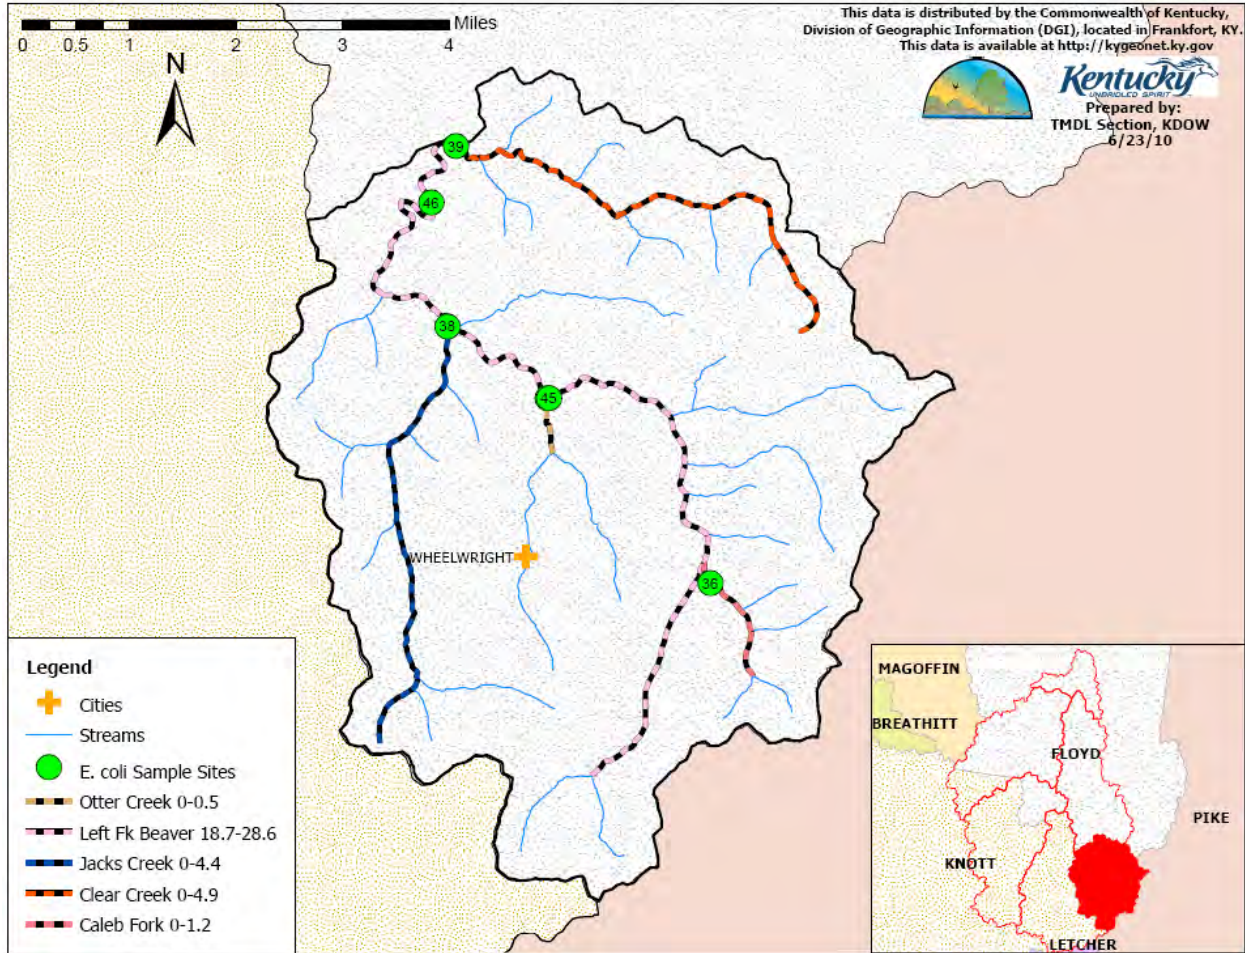 Miles
0 0.5 1 2 3 4
This data is distributed by the Commonwealth of Kentucky,
Division of Geographic Information (DGI), located in Frankfort, KY.
This data is available at http://kygeonet.ky.gov
Kentucky
UNBRIDLED SPIRIT
Prepared by:
TMDL Section, KDOW
6/23/10
N
39
46
38
45
WHEELWRIGHT
36
Legend
Cities
Streams
E. coli Sample Sites
Otter Creek 0-0.5
Left Fk Beaver 18.7-28.6
Jacks Creek 0-4.4
Clear Creek 0-4.9
Caleb Fork 0-1.2
MAGOFFIN
BREATHITT
FLOYD
PIKE
KNOTT
LETCHER